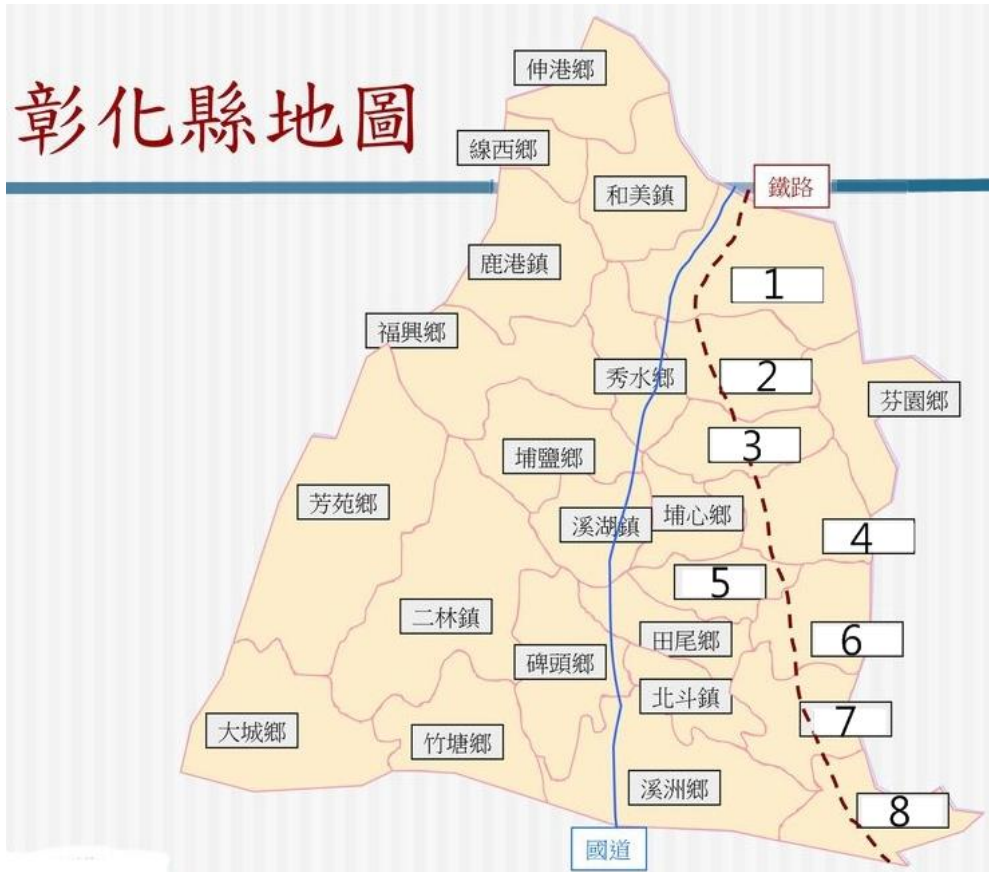 彰化縣地圖
伸港鄉
線西鄉
和美鎮
鐵路
鹿港鎮
1
福興鄉
秀水鄉
2
芬園鄉
3
埔鹽鄉
芳苑鄉
溪湖鎮
埔心鄉
4
5
二林鎮
田尾鄉
6
碑頭鄉
北斗鎮
7
大城鄉
竹塘鄉
溪洲鄉
8
國道